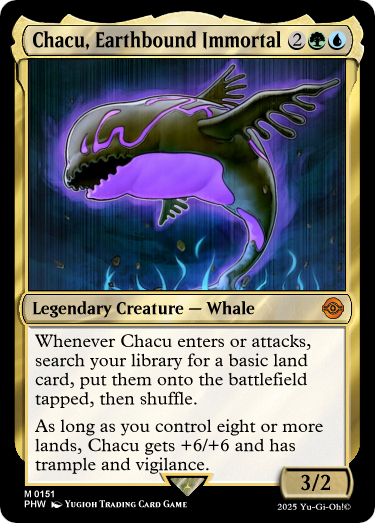 Chacu, Earthbound Immortal 2
Legendary Creature — Whale
Whenever Chacu enters or attacks,
search your library for a basic land
card, put them onto the battlefield
tapped, then shuffle.
As long as you control eight or more
lands, Chacu gets +6/+6 and has
trample and vigilance.
3/2
M 0151
PHW YUGIOH TRADING CARD GAME
2025 Yu-Gi-Oh!©